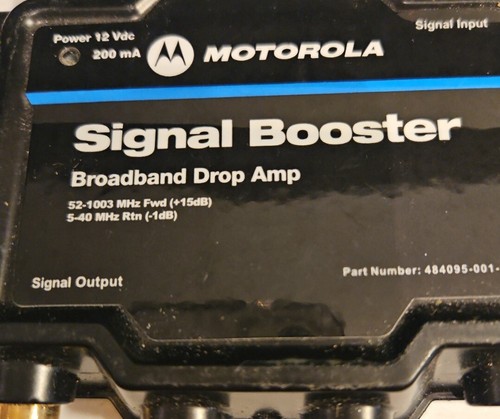 Power 12 Vdc
200 mA
MOTOROLA
Signal Input
Signal Booster
Broadband Drop Amp
52-1003 MHz Fwd (+15dB)
5-40 MHz Rtn (-1dB)
Signal Output
Part Number: 484095-001-